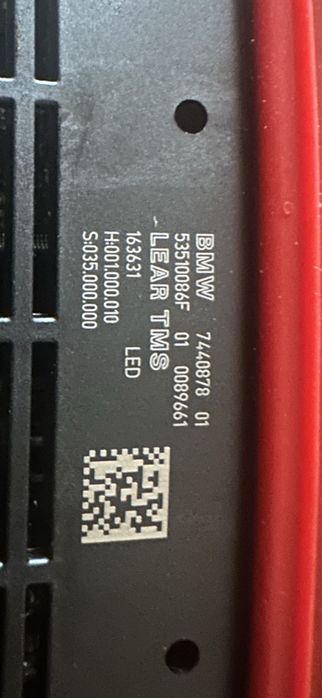 BMW 7440878 01
53510086F 01 0089661
LEAR TMS
163631 LED
H:001.000.010
S:035.000.000